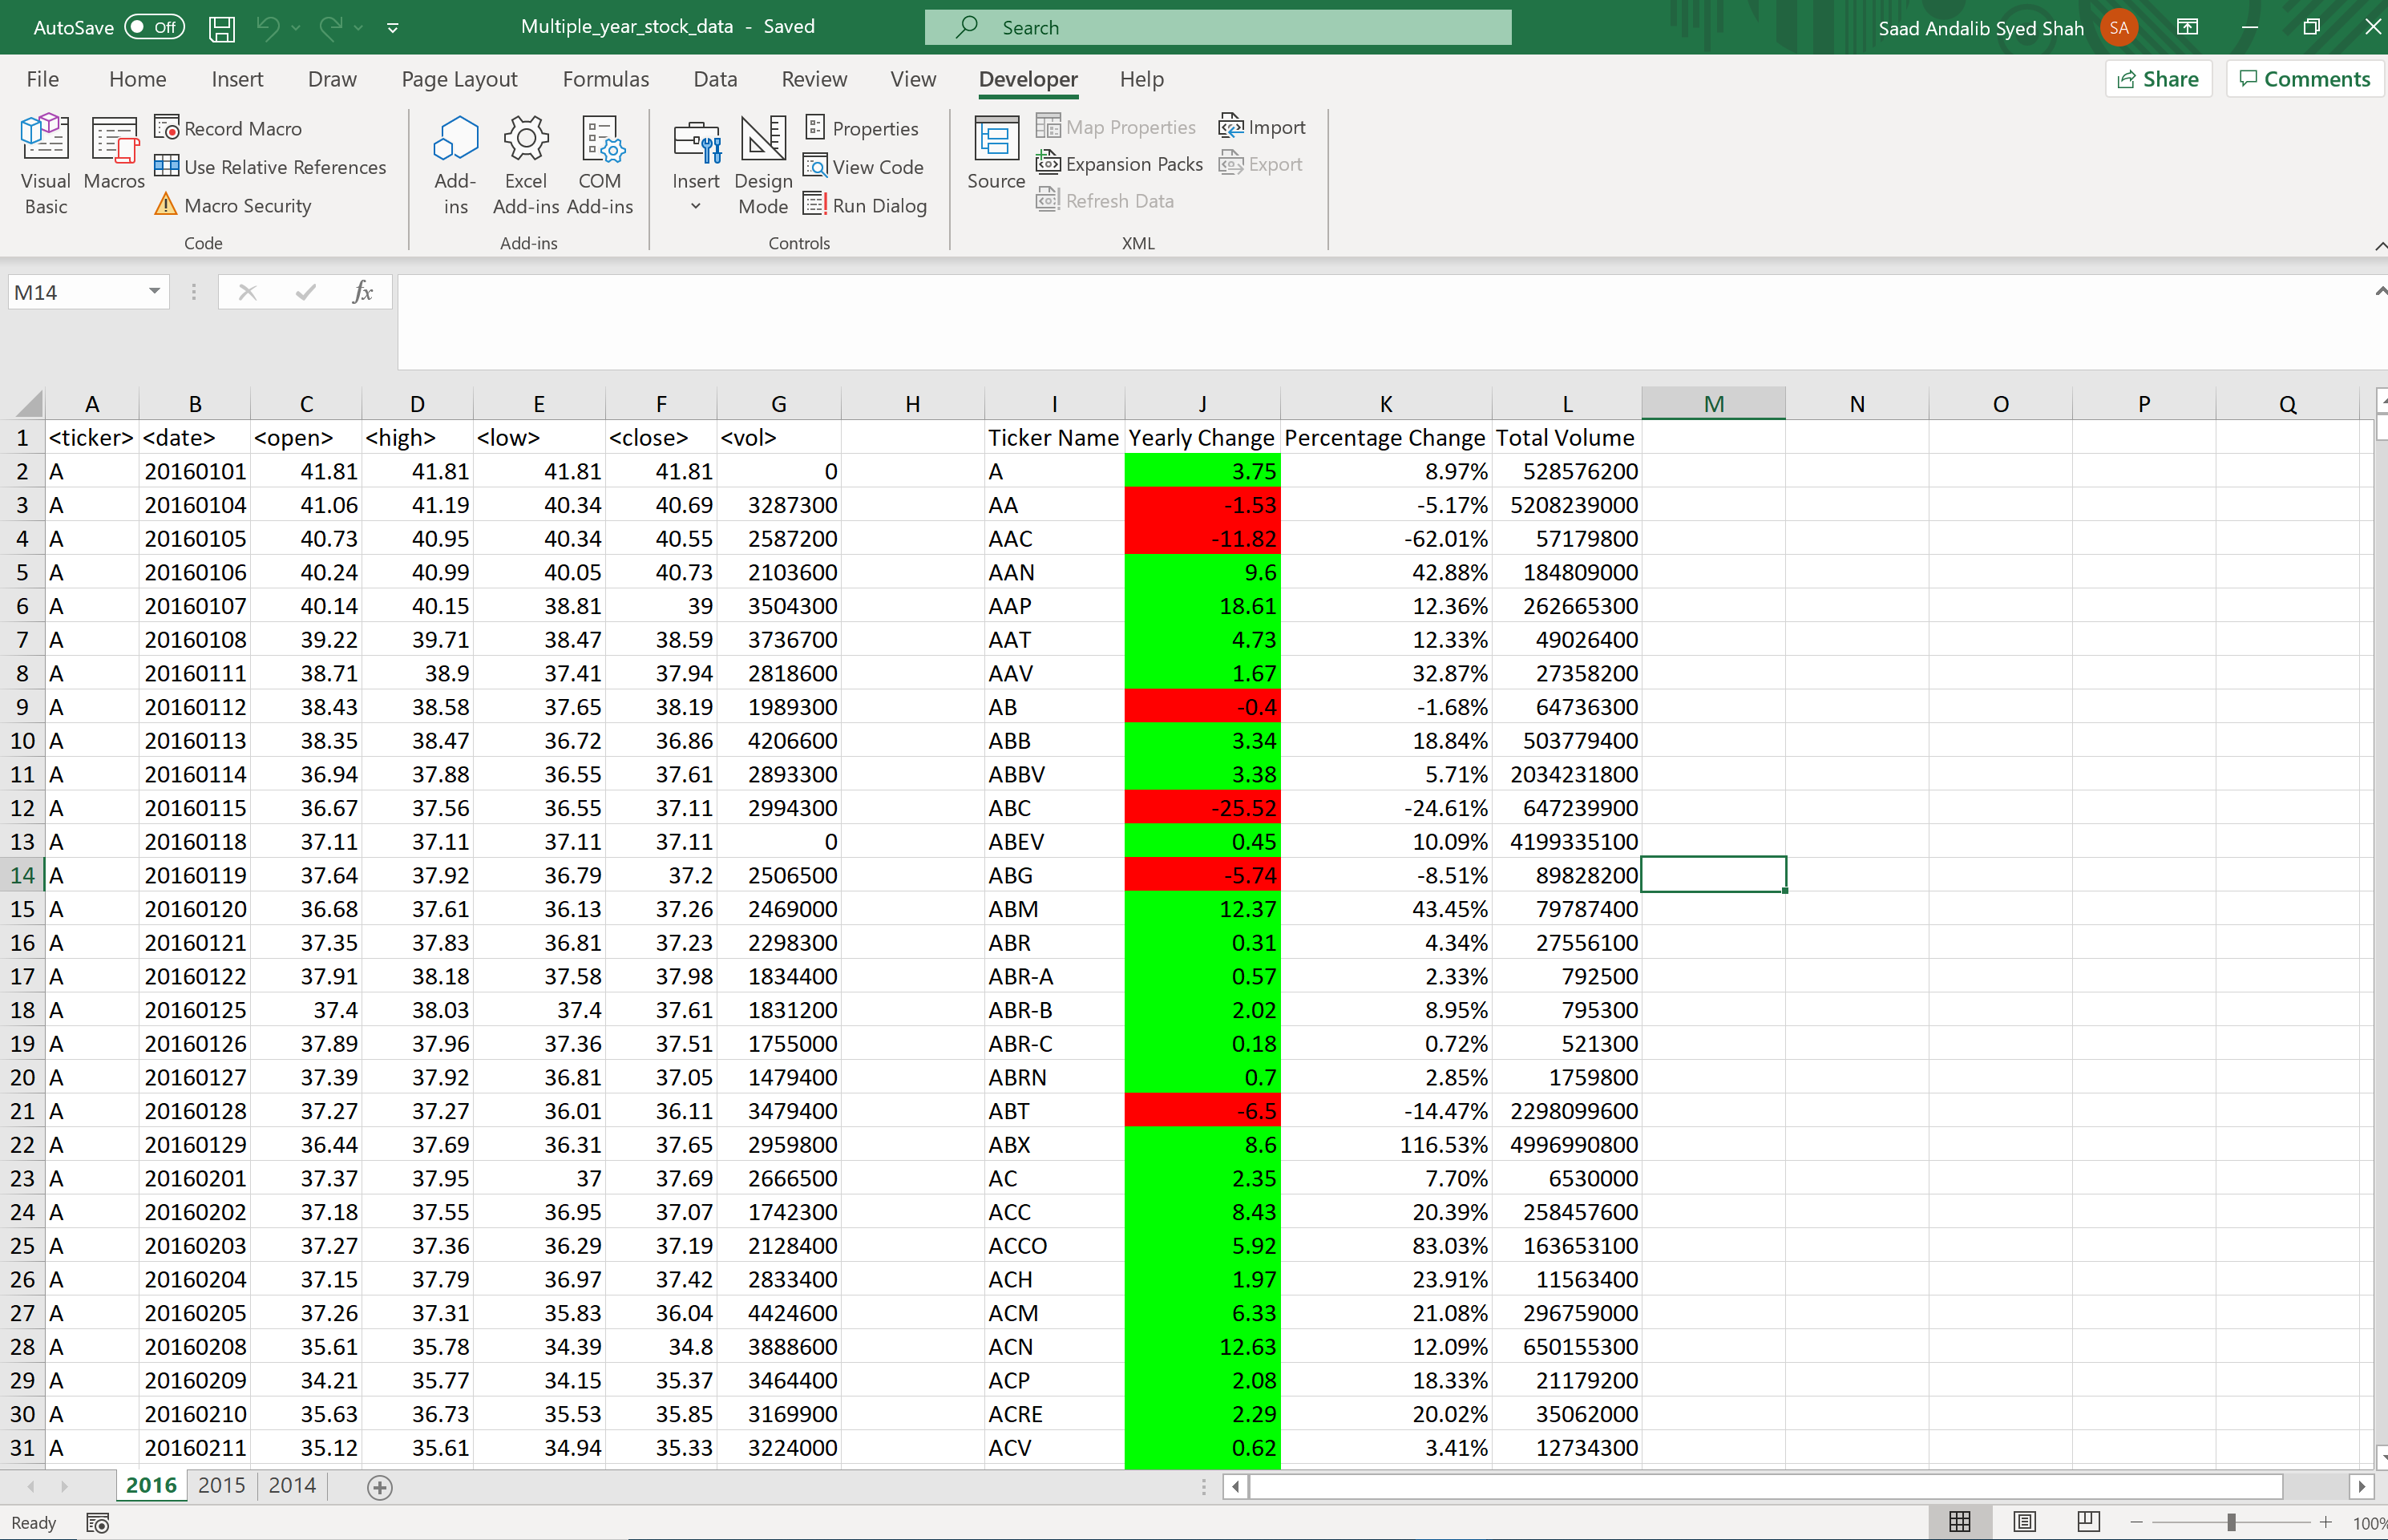 AutoSave Off Multiple_year_stock_data - Saved Search Saad Andalib Syed Shah SA
File Home Insert Draw Page Layout Formulas Data Review View Developer Help Share Comments
Visual Basic Macros Record Macro Use Relative References Macro Security Add-ins Excel Add-ins COM Add-ins Insert Design Mode Properties View Code Run Dialog Source Map Properties Expansion Packs Refresh Data Import Export
Code Add-ins Controls XML
M14 fx
A B C D E F G H I J K L M N O P Q
1 <ticker> <date> <open> <high> <low> <close> <vol> Ticker Name Yearly Change Percentage Change Total Volume
2 A 20160101 41.81 41.81 41.81 41.81 0 A 3.75 8.97% 528576200
3 A 20160104 41.06 41.19 40.34 40.69 3287300 AA -1.53 -5.17% 5208239000
4 A 20160105 40.73 40.95 40.34 40.55 2587200 AAC -11.82 -62.01% 57179800
5 A 20160106 40.24 40.99 40.05 40.73 2103600 AAN 9.6 42.88% 184809000
6 A 20160107 40.14 40.15 38.81 39 3504300 AAP 18.61 12.36% 262665300
7 A 20160108 39.22 39.71 38.47 38.59 3736700 AAT 4.73 12.33% 49026400
8 A 20160111 38.71 38.9 37.41 37.94 2818600 AAV 1.67 32.87% 27358200
9 A 20160112 38.43 38.58 37.65 38.19 1989300 AB -0.4 -1.68% 64736300
10 A 20160113 38.35 38.47 36.72 36.86 4206600 ABB 3.34 18.84% 503779400
11 A 20160114 36.94 37.88 36.55 37.61 2893300 ABBV 3.38 5.71% 2034231800
12 A 20160115 36.67 37.56 36.55 37.11 2994300 ABC -25.52 -24.61% 647239900
13 A 20160118 37.11 37.11 37.11 37.11 0 ABEV 0.45 10.09% 4199335100
14 A 20160119 37.64 37.92 36.79 37.2 2506500 ABG -5.74 -8.51% 89828200
15 A 20160120 36.68 37.61 36.13 37.26 2469000 ABM 12.37 43.45% 79787400
16 A 20160121 37.35 37.83 36.81 37.23 2298300 ABR 0.31 4.34% 27556100
17 A 20160122 37.91 38.18 37.58 37.98 1834400 ABR-A 0.57 2.33% 792500
18 A 20160125 37.4 38.03 37.4 37.61 1831200 ABR-B 2.02 8.95% 795300
19 A 20160126 37.89 37.96 37.36 37.51 1755000 ABR-C 0.18 0.72% 521300
20 A 20160127 37.39 37.92 36.81 37.05 1479400 ABRN 0.7 2.85% 1759800
21 A 20160128 37.27 37.27 36.01 36.11 3479400 ABT -6.5 -14.47% 2298099600
22 A 20160129 36.44 37.69 36.31 37.65 2959800 ABX 8.6 116.53% 4996990800
23 A 20160201 37.37 37.95 37 37.69 2666500 AC 2.35 7.70% 6530000
24 A 20160202 37.18 37.55 36.95 37.07 1742300 ACC 8.43 20.39% 258457600
25 A 20160203 37.27 37.36 36.29 37.19 2128400 ACCO 5.92 83.03% 163653100
26 A 20160204 37.15 37.79 36.97 37.42 2833400 ACH 1.97 23.91% 11563400
27 A 20160205 37.26 37.31 35.83 36.04 4424600 ACM 6.33 21.08% 296759000
28 A 20160208 35.61 35.78 34.39 34.8 3888600 ACN 12.63 12.09% 650155300
29 A 20160209 34.21 35.77 34.15 35.37 3464400 ACP 2.08 18.33% 21179200
30 A 20160210 35.63 36.73 35.53 35.85 3169900 ACRE 2.29 20.02% 35062000
31 A 20160211 35.12 35.61 34.94 35.33 3224000 ACV 0.62 3.41% 12734300
2016 2015 2014
Ready 100%